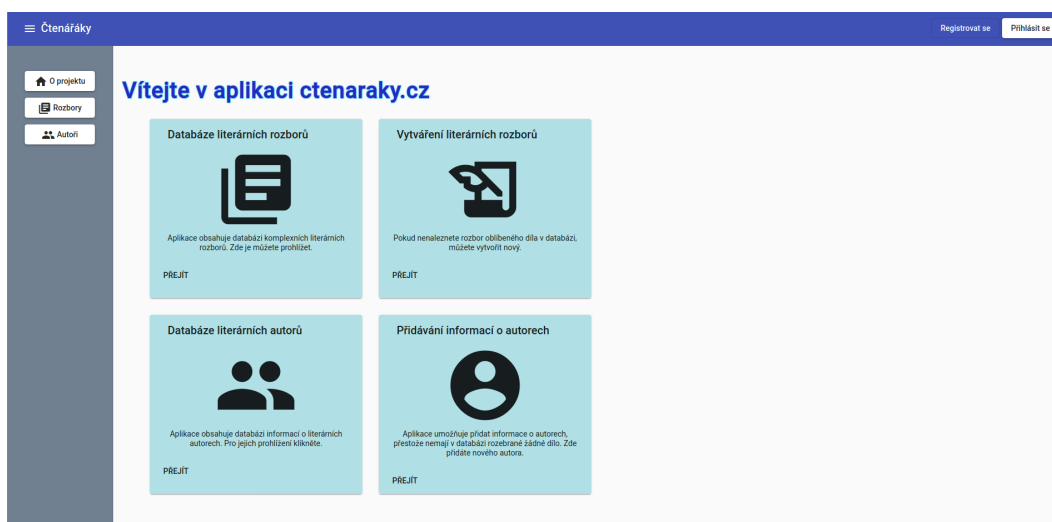 Čtenářáky
Registrovat se
Přihlásit se
O projektu
Rozbory
Autoři
Vítejte v aplikaci ctenaraky.cz
Databáze literárních rozborů
Aplikace obsahuje databázi komplexních literárních
rozborů. Zde je můžete prohlížet.
PŘEJÍT
Vytváření literárních rozborů
Pokud nenaleznete rozbor oblíbeného díla v databázi,
můžete vytvořit nový.
PŘEJÍT
Databáze literárních autorů
Aplikace obsahuje databázi informací o literárních
autorech. Pro jejich prohlížení klikněte.
PŘEJÍT
Přidávání informací o autorech
Aplikace umožňuje přidat informace o autorech,
přestože nemají v databázi rozebrané žádné dílo. Zde
přidáte nového autora.
PŘEJÍT